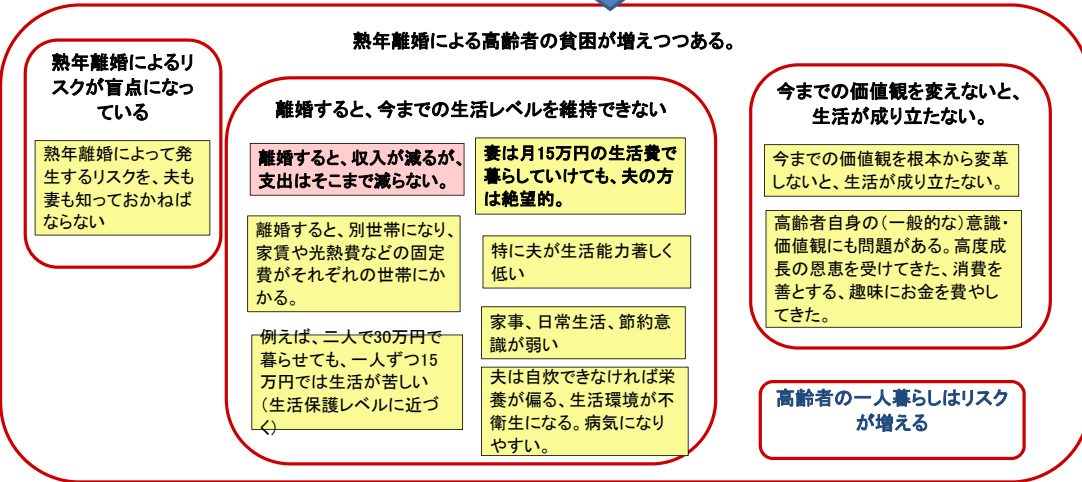 熟年離婚による高齢者の貧困が増えつつある。
熟年離婚によるリ
スクが盲点になっ
ている
熟年離婚によって発
生するリスクを、夫も
妻も知っておかねば
ならない
離婚すると、今までの生活レベルを維持できない
離婚すると、収入が減るが、
支出はそこまで減らない。
離婚すると、別世帯になり、
家賃や光熱費などの固定
費がそれぞれの世帯にか
かる。
例えば、二人で30万円で
暮らせても、一人ずつ15
万円では生活が苦しい
（生活保護レベルに近づ
く）
妻は月15万円の生活費で
暮らしていけても、夫の方
は絶望的。
特に夫が生活能力著しく
低い
家事、日常生活、節約意
識が弱い
夫は自炊できなければ栄
養が偏る、生活環境が不
衛生になる。病気になり
やすい。
今までの価値観を変えないと、
生活が成り立たない。
今までの価値観を根本から変革
しないと、生活が成り立たない。
高齢者自身の（一般的な）意識・
価値観にも問題がある。高度成
長の恩恵を受けてきた、消費を
善とする、趣味にお金を費やし
てきた。
高齢者の一人暮らしはリスク
が増える